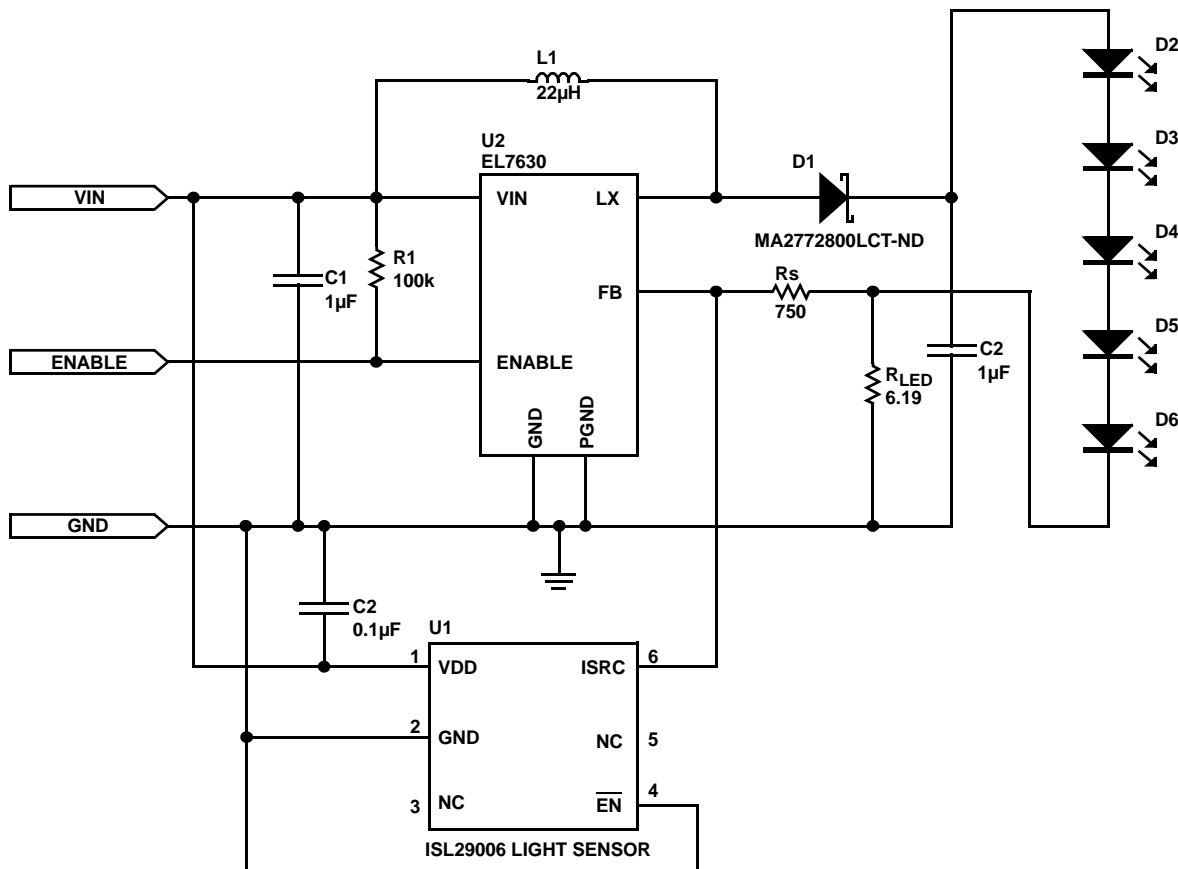 L1
22µH
D2
U2
EL7630
D1
D3
VIN
VIN
LX
MA2772800LCT-ND
D4
R1
100k
C1
1µF
FB
Rs
750
ENABLE
ENABLE
D5
C2
1µF
RLED
6.19
GND
PGND
D6
GND
C2
0.1µF
U1
1
VDD
ISRC
6
2
GND
NC
5
3
NC
EN
4
ISL29006 LIGHT SENSOR